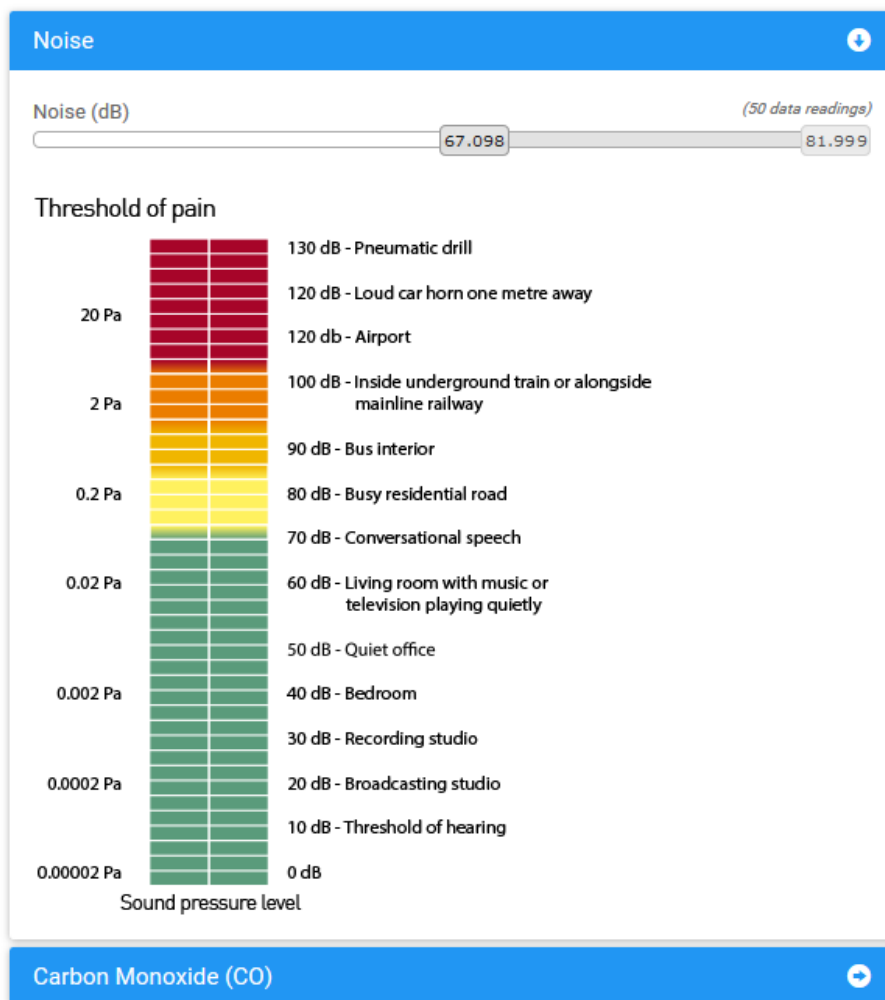 Noise
Noise (dB)
(50 data readings)
67.098
81.999
Threshold of pain
130 dB - Pneumatic drill
120 dB - Loud car horn one metre away
20 Pa
120 db - Airport
100 dB - Inside underground train or alongside
mainline railway
2 Pa
90 dB - Bus interior
0.2 Pa
80 dB - Busy residential road
70 dB - Conversational speech
0.02 Pa
60 dB - Living room with music or
television playing quietly
50 dB - Quiet office
0.002 Pa
40 dB - Bedroom
30 dB - Recording studio
0.0002 Pa
20 dB - Broadcasting studio
10 dB - Threshold of hearing
0.00002 Pa
0 dB
Sound pressure level
Carbon Monoxide (CO)